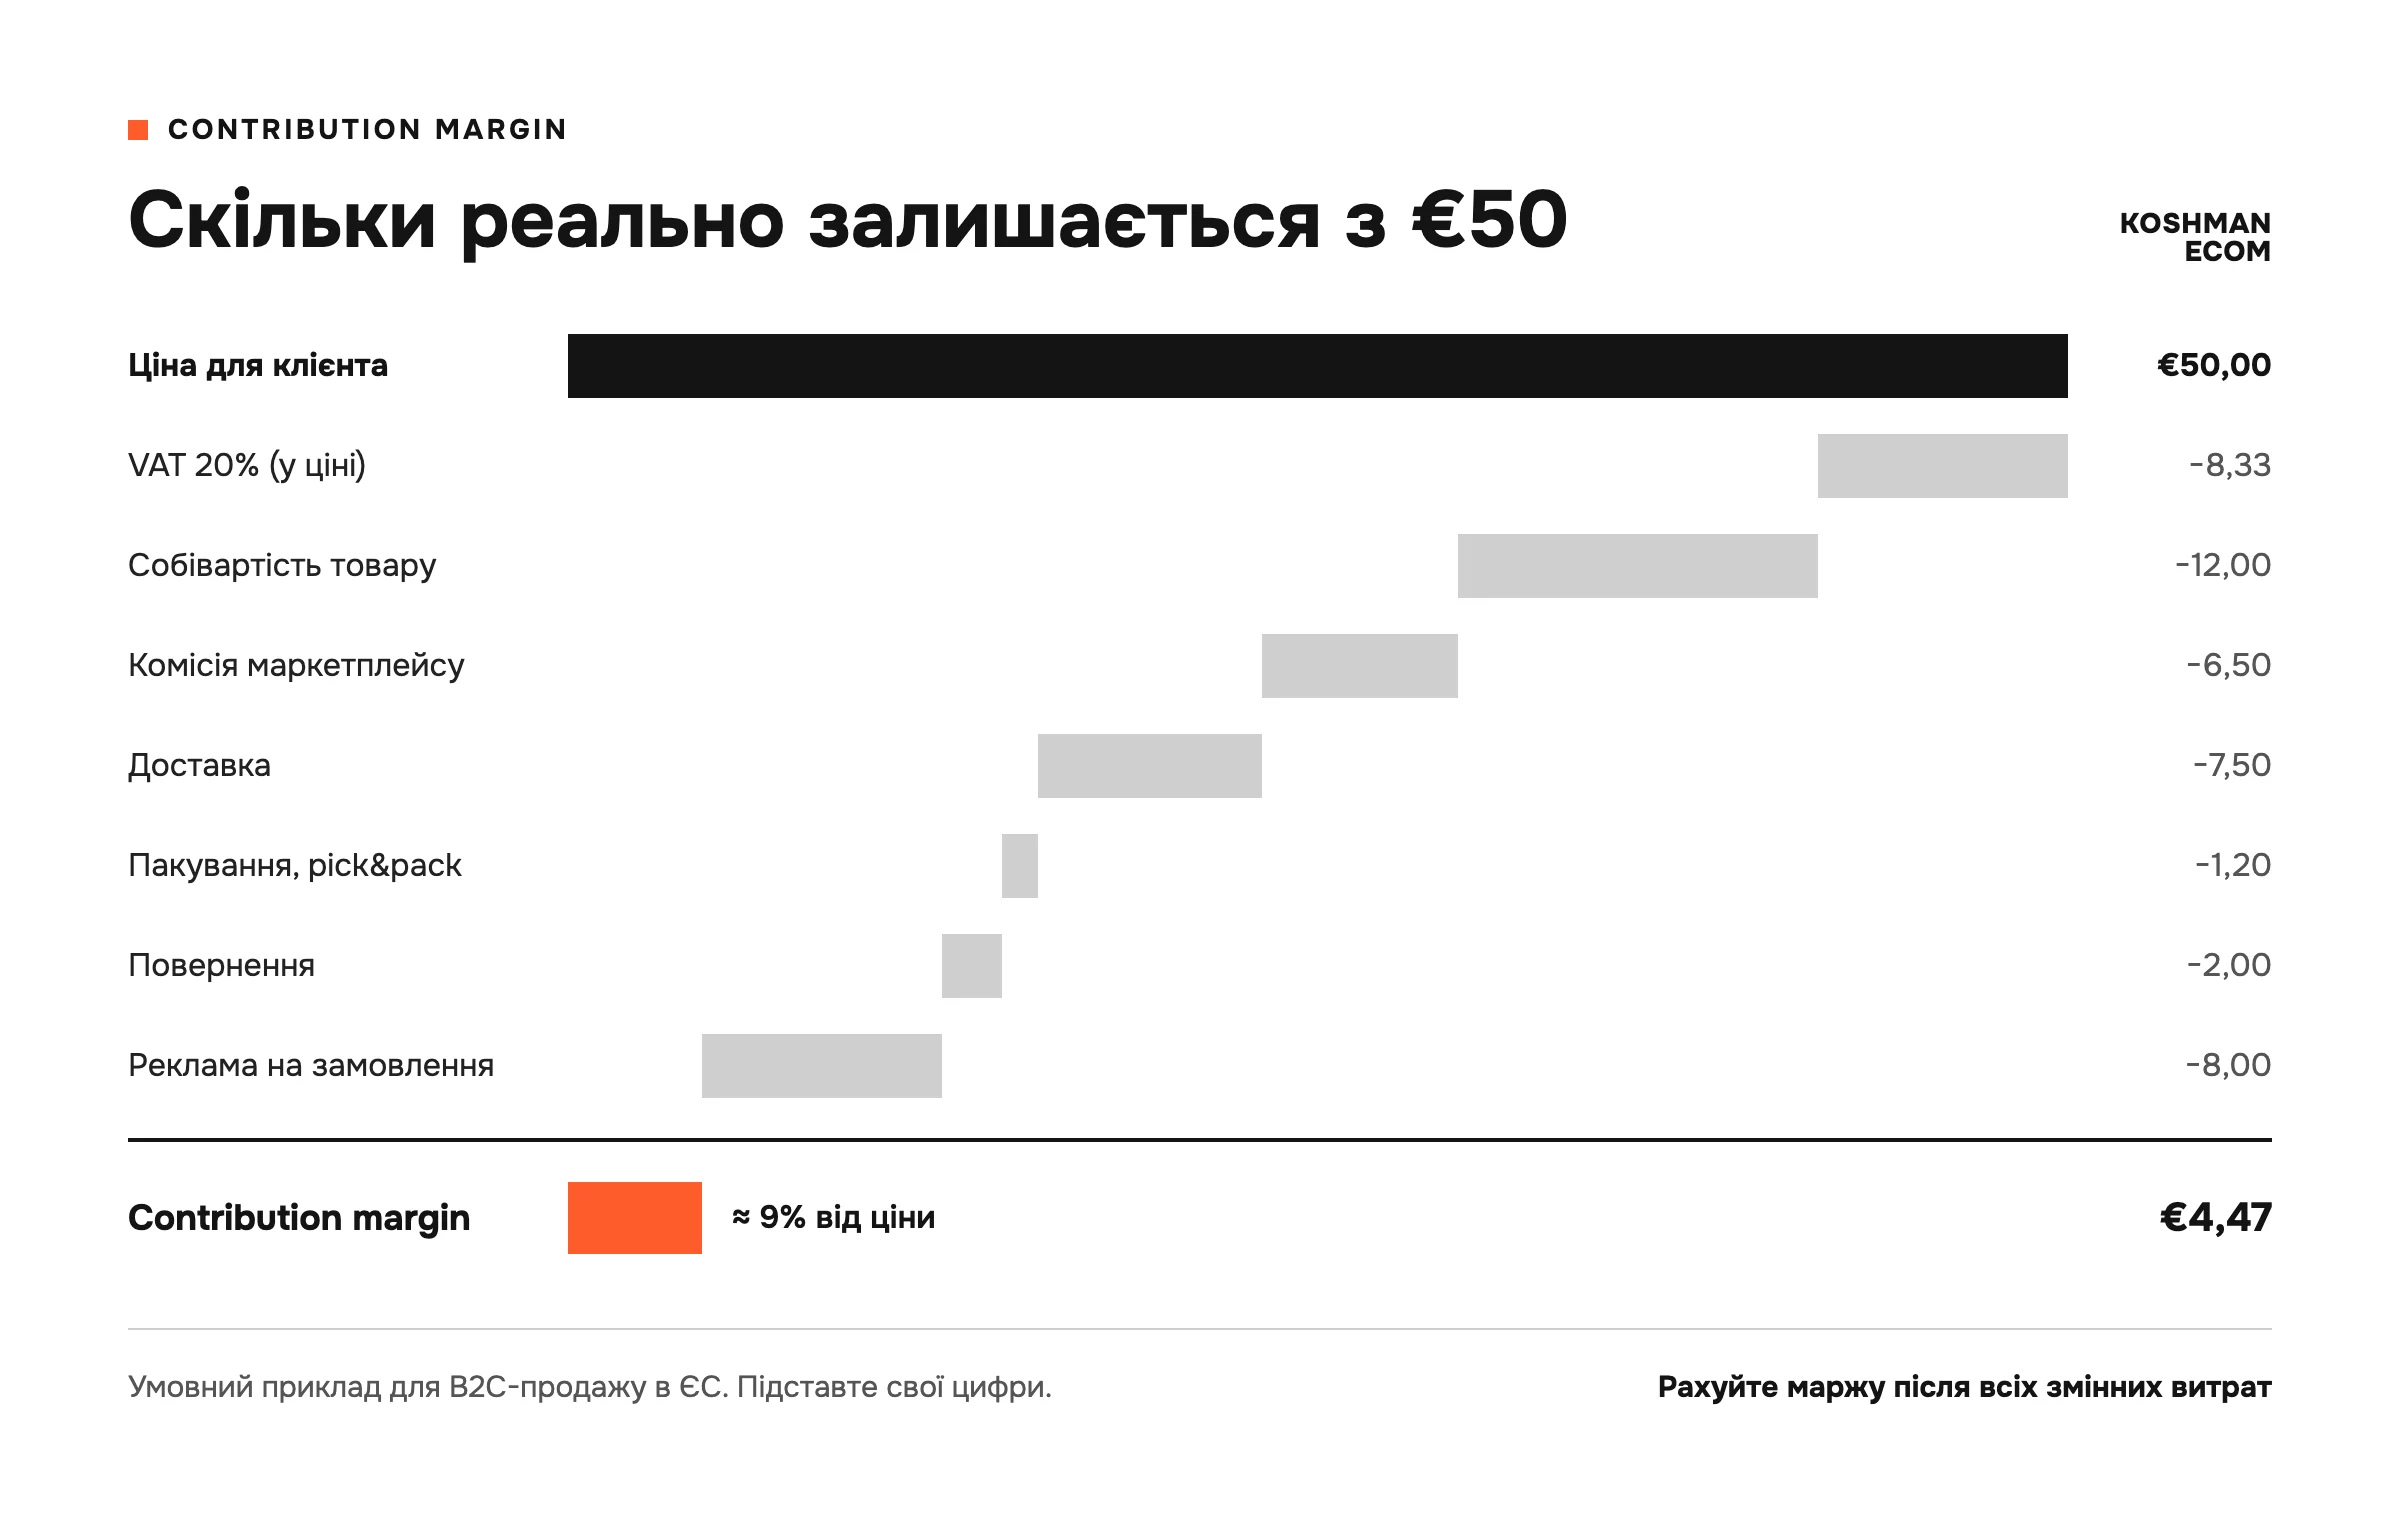 CONTRIBUTION MARGIN
Скільки реально залишається з €50
KOSHMAN
ECOM
Ціна для клієнта €50,00
VAT 20% (у ціні) −8,33
Собівартість товару −12,00
Комісія маркетплейсу −6,50
Доставка −7,50
Пакування, pick&pack −1,20
Повернення −2,00
Реклама на замовлення −8,00
Contribution margin ≈ 9% від ціни €4,47
Умовний приклад для B2C-продажу в ЄС. Підставте свої цифри. Рахуйте маржу після всіх змінних витрат